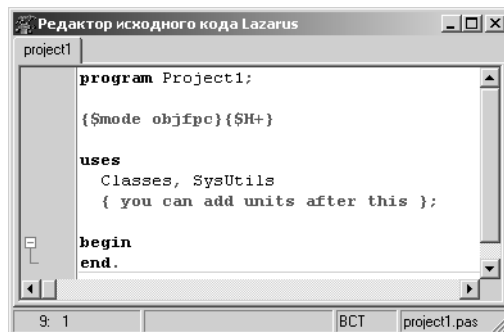 Редактор исходного кода Lazarus
project1
program Project1;
{$mode objfpc}{$H+}
uses
Classes, SysUtils
{ you can add units after this };
begin
end.
9: 1
ВСТ
project1.pas